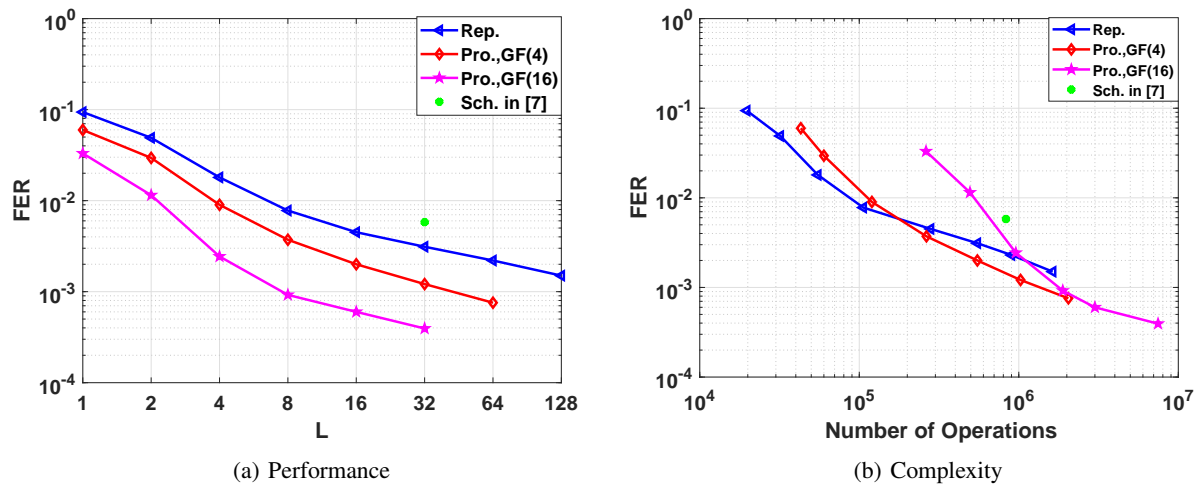 10^0
10^-1
10^-2
10^-3
10^-4
FER
1 2 4 8 16 32 64 128
L
Rep.
Pro.,GF(4)
Pro.,GF(16)
Sch. in [7]
(a) Performance
10^0
10^-1
10^-2
10^-3
10^-4
FER
10^4 10^5 10^6 10^7
Number of Operations
Rep.
Pro.,GF(4)
Pro.,GF(16)
Sch. in [7]
(b) Complexity